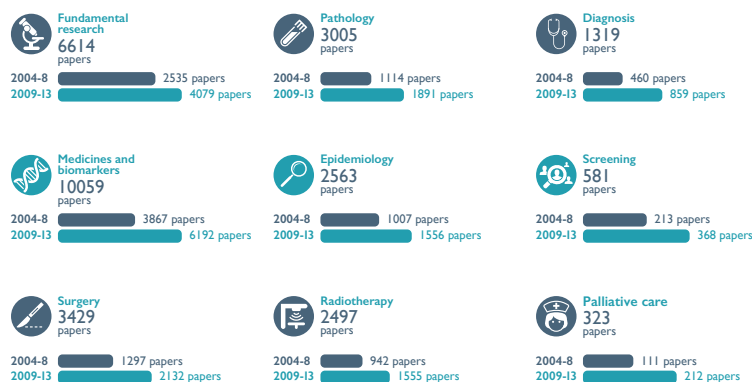 Fundamental
research
6614
papers
2004-8 2535 papers
2009-13 4079 papers
Pathology
3005
papers
2004-8 1114 papers
2009-13 1891 papers
Diagnosis
1319
papers
2004-8 460 papers
2009-13 859 papers
Medicines and
biomarkers
10059
papers
2004-8 3867 papers
2009-13 6192 papers
Epidemiology
2563
papers
2004-8 1007 papers
2009-13 1556 papers
Screening
581
papers
2004-8 213 papers
2009-13 368 papers
Surgery
3429
papers
2004-8 1297 papers
2009-13 2132 papers
Radiotherapy
2497
papers
2004-8 942 papers
2009-13 1555 papers
Palliative care
323
papers
2004-8 111 papers
2009-13 212 papers